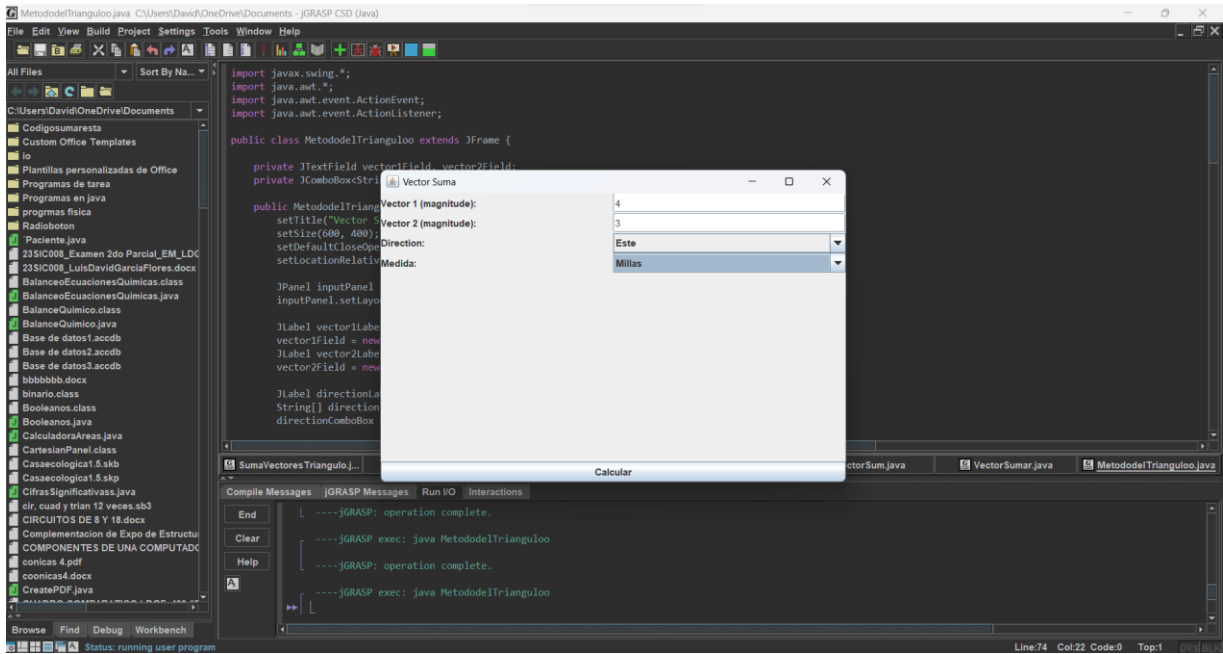 MetododelTrianguloo.java C:\Users\David\OneDrive\Documents - jGRASP CSD (Java)
File Edit View Build Project Settings Tools Window Help
All Files
Sort By Na...
C:\Users\David\OneDrive\Documents
Codigosumaresta
Custom Office Templates
io
Plantillas personalizadas de Office
Programas de tarea
Programas en java
progrmas fisica
Radioboton
`Paciente.java
23SIC008_Examen 2do Parcial_EM_LDG
23SIC008_LuisDavidGarciaFlores.docx
BalanceoEcuacionesQuimicas.class
BalanceoEcuacionesQuimicas.java
BalanceQuimico.class
BalanceQuimico.java
Base de datos1.accdb
Base de datos2.accdb
Base de datos3.accdb
bbbbbbb.docx
binario.class
Booleanos.class
Booleanos.java
CalculadoraAreas.java
CartesianPanel.class
Casaecologica1.5.skb
Casaecologica1.5.skp
CifrasSignificativass.java
cir, cuad y trian 12 veces.sb3
CIRCUITOS DE 8 Y 18.docx
Complementacion de Expo de Estructu
COMPONENTES DE UNA COMPUTADO
conicas 4.pdf
coonicas4.docx
CreatePDF.java
Browse Find Debug Workbench
import javax.swing.*;
import java.awt.*;
import java.awt.event.ActionEvent;
import java.awt.event.ActionListener;
public class MetododelTrianguloo extends JFrame {
private JTextField vector1Field, vector2Field;
private JComboBox<Stri
public MetododelTriang
setTitle("Vector S
setSize(600, 400);
setDefaultCloseOpe
setLocationRelativ
JPanel inputPanel
inputPanel.setLayo
JLabel vector1Labe
vector1Field = new
JLabel vector2Labe
vector2Field = new
JLabel directionLa
String[] direction
directionComboBox
Vector Suma
Vector 1 (magnitude): 4
Vector 2 (magnitude): 3
Direction: Este
Medida: Millas
Calcular
SumaVectoresTriangulo.j...
ctorSum.java
VectorSumar.java
MetododelTrianguloo.java
Compile Messages jGRASP Messages Run I/O Interactions
End
Clear
Help
A
----jGRASP: operation complete.
----jGRASP exec: java MetododelTrianguloo
----jGRASP: operation complete.
----jGRASP exec: java MetododelTrianguloo
Status: running user program
Line:74 Col:22 Code:0 Top:1 OVS BLK